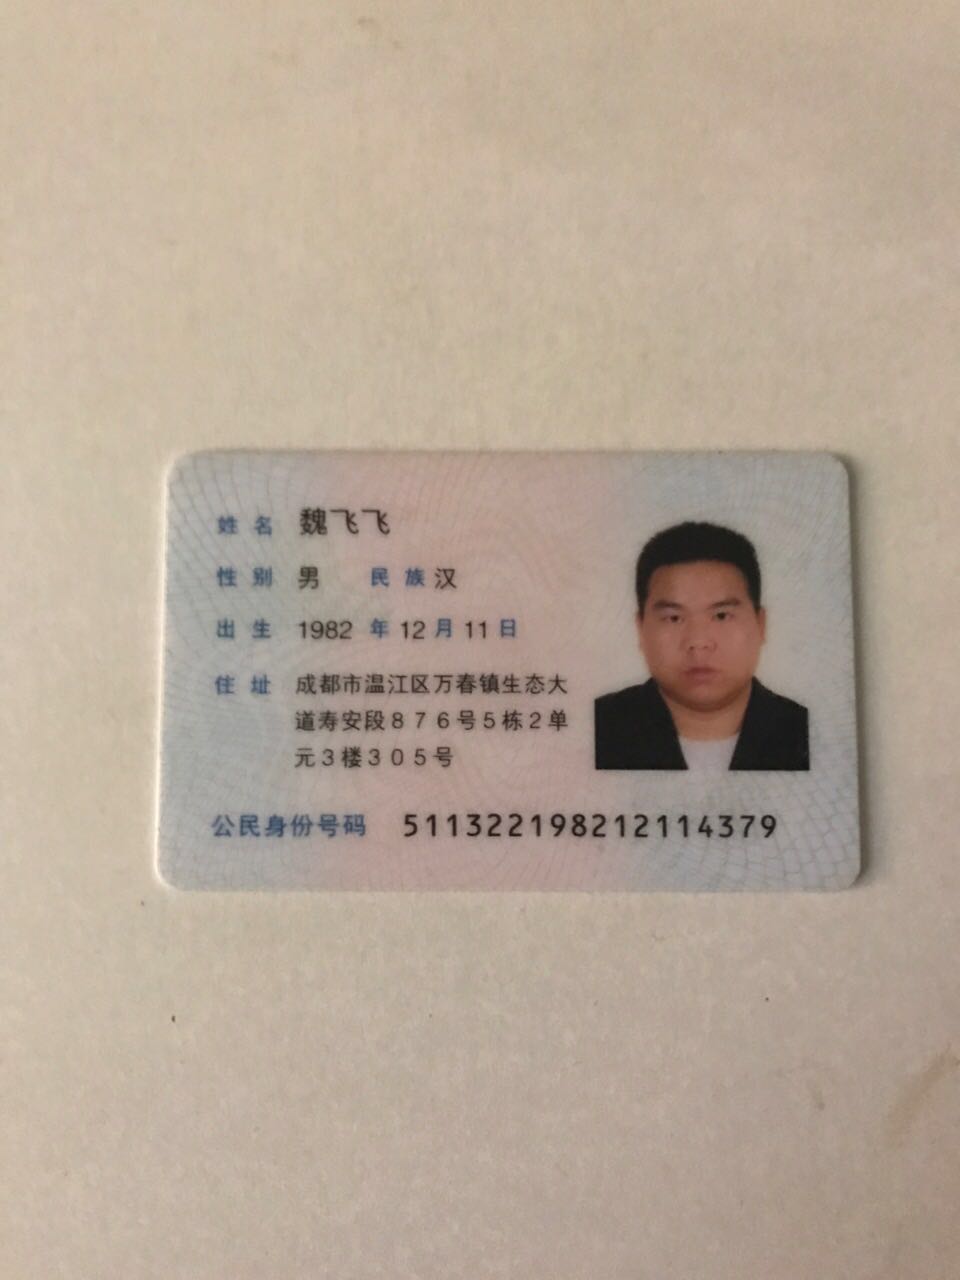 姓名 魏飞飞
性别 男 民族 汉
出生 1982 年 12 月 11 日
住址 成都市温江区万春镇生态大
道寿安段876号5栋2单
元3楼305号
公民身份号码 511322198212114379